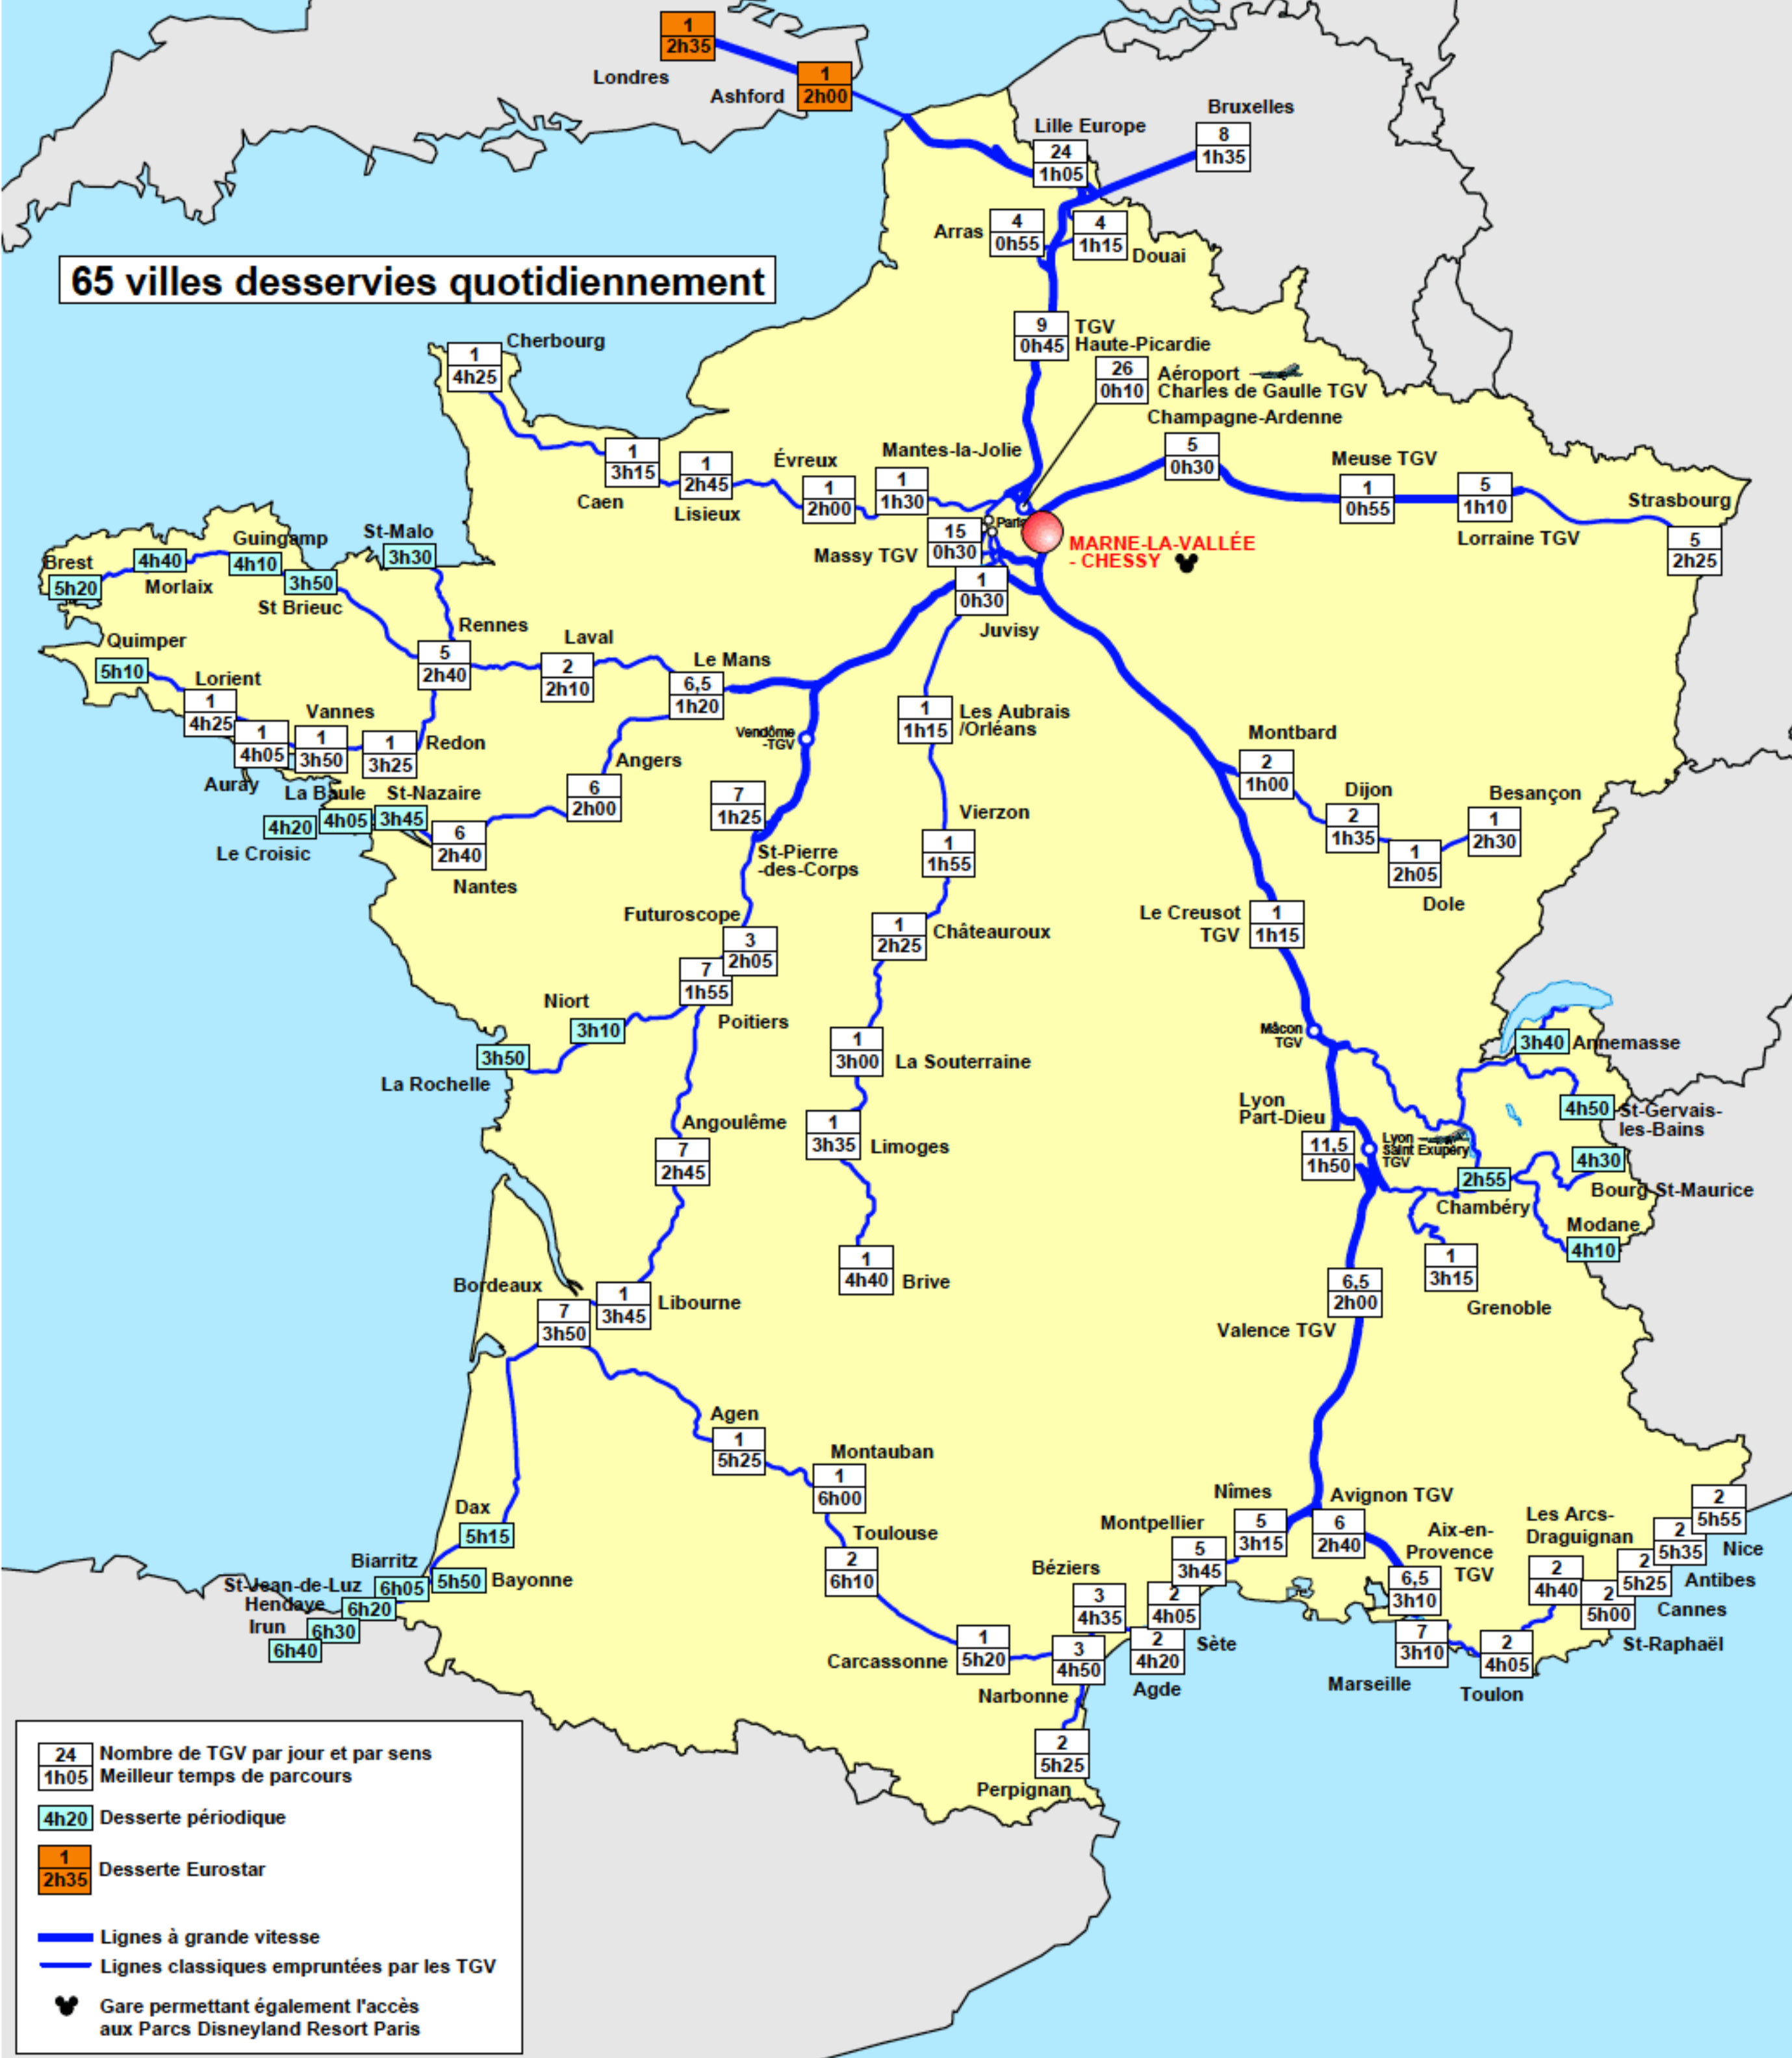 1
2h35
Londres
1
2h00
Ashford
Bruxelles
8
1h35
Lille Europe
24
1h05
Arras
4
0h55
4
1h15
Douai
65 villes desservies quotidiennement
9
0h45
TGV
Haute-Picardie
26
0h10
Aéroport
Charles de Gaulle TGV
Cherbourg
1
4h25
Champagne-Ardenne
5
0h30
Mantes-la-Jolie
1
1h30
Évreux
1
2h00
1
3h15
Caen
1
2h45
Lisieux
Meuse TGV
1
0h55
5
1h10
Lorraine TGV
Strasbourg
5
2h25
Paris
MARNE-LA-VALLÉE
- CHESSY
15
0h30
Massy TGV
1
0h30
Juvisy
Brest
5h20
4h40
Morlaix
Guingamp
4h10
3h50
St Brieuc
St-Malo
3h30
Quimper
5h10
Lorient
1
4h25
1
4h05
Auray
Vannes
1
3h50
1
3h25
Redon
Rennes
5
2h40
Laval
2
2h10
Le Mans
6,5
1h20
Vendôme
-TGV
Angers
6
2h00
La Baule
4h05
St-Nazaire
3h45
4h20
Le Croisic
6
2h40
Nantes
7
1h25
St-Pierre
-des-Corps
1
1h15
Les Aubrais
/Orléans
Vierzon
1
1h55
1
2h25
Châteauroux
1
3h00
La Souterraine
1
3h35
Limoges
1
4h40
Brive
Montbard
2
1h00
Dijon
2
1h35
1
2h05
Dole
Besançon
1
2h30
Le Creusot
TGV
1
1h15
Futuroscope
3
2h05
7
1h55
Poitiers
Niort
3h10
3h50
La Rochelle
Angoulême
7
2h45
1
3h45
Libourne
Bordeaux
7
3h50
Mâcon
TGV
3h40
Annemasse
4h50
St-Gervais-
les-Bains
Lyon
Part-Dieu
11,5
1h50
Lyon
Saint Exupéry
TGV
2h55
Chambéry
4h30
Bourg St-Maurice
Modane
4h10
1
3h15
Grenoble
6,5
2h00
Valence TGV
Agen
1
5h25
Montauban
1
6h00
Toulouse
2
6h10
Dax
5h15
5h50
Bayonne
Biarritz
6h05
St-Jean-de-Luz
6h20
Hendaye
6h30
Irun
6h40
Carcassonne
1
5h20
3
4h50
Narbonne
Béziers
3
4h35
2
4h20
Agde
2
4h05
Sète
Montpellier
5
3h45
Nîmes
5
3h15
2
5h25
Perpignan
Avignon TGV
6
2h40
Aix-en-
Provence
TGV
6,5
3h10
7
3h10
Marseille
2
4h05
Toulon
Les Arcs-
Draguignan
2
4h40
2
5h00
St-Raphaël
2
5h25
Cannes
2
5h35
Antibes
2
5h55
Nice
24
1h05
Nombre de TGV par jour et par sens
Meilleur temps de parcours
4h20
Desserte périodique
1
2h35
Desserte Eurostar
Lignes à grande vitesse
Lignes classiques empruntées par les TGV
Gare permettant également l'accès
aux Parcs Disneyland Resort Paris